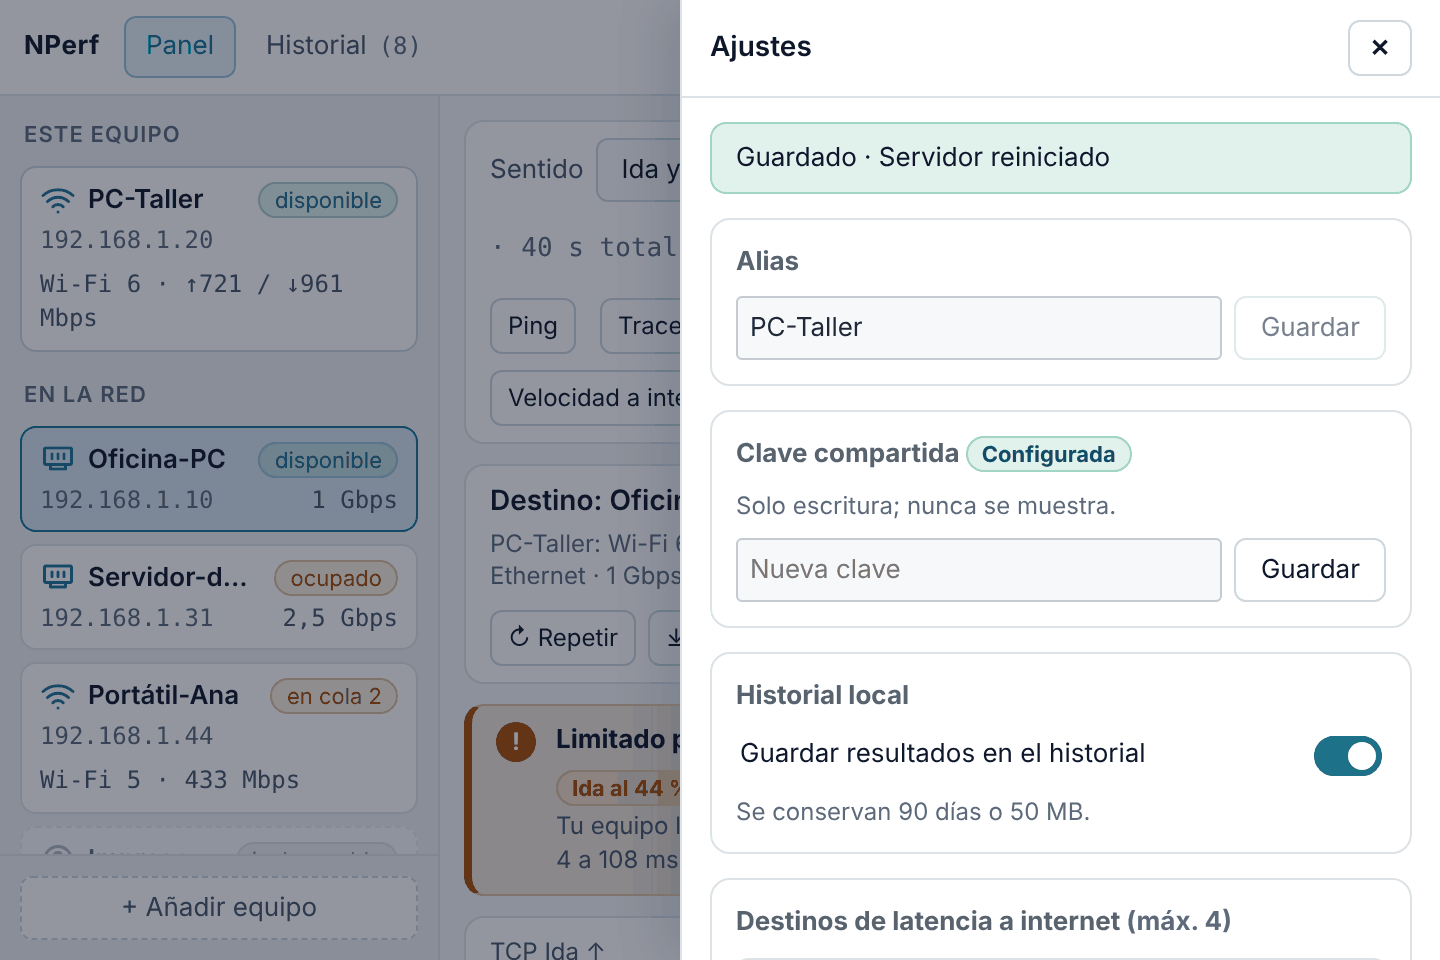 NPerf
Panel
Historial (8)
ESTE EQUIPO
PC-Taller
disponible
192.168.1.20
Wi-Fi 6 · ↑721 / ↓961
Mbps
EN LA RED
Oficina-PC
disponible
192.168.1.10
1 Gbps
Servidor-d...
ocupado
192.168.1.31
2,5 Gbps
Portátil-Ana
en cola 2
192.168.1.44
Wi-Fi 5 · 433 Mbps
+ Añadir equipo
Sentido
Ida y
· 40 s total
Ping
Trace
Velocidad a inte
Destino: Oficin
PC-Taller: Wi-Fi 6
Ethernet · 1 Gbps
Repetir
! Limitado p
Ida al 44 %
Tu equipo
4 a 108 ms
TCP Ida ↑
Ajustes
×
Guardado · Servidor reiniciado
Alias
PC-Taller
Guardar
Clave compartida
Configurada
Solo escritura; nunca se muestra.
Nueva clave
Guardar
Historial local
Guardar resultados en el historial
Se conservan 90 días o 50 MB.
Destinos de latencia a internet (máx. 4)